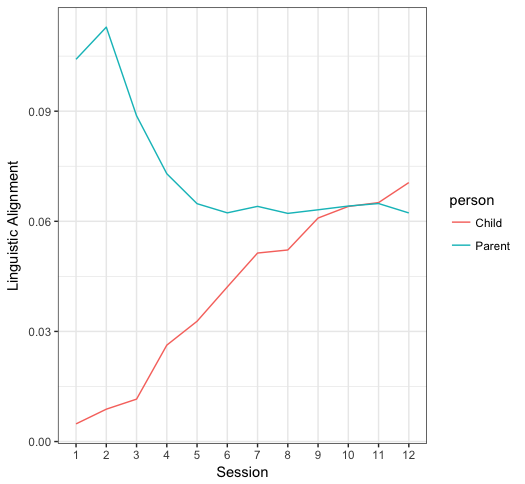 0.09
0.06
0.03
0.00
Linguistic Alignment
1 2 3 4 5 6 7 8 9 10 11 12
Session
person
Child
Parent